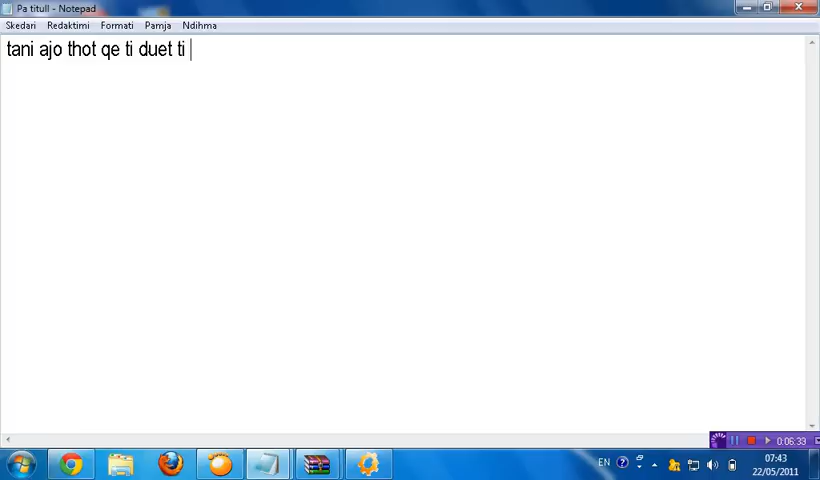 Pa titull - Notepad
Skedari Redaktimi Formati Pamja Ndihma
tani ajo thot qe ti duet ti
0:06:33
EN 07:43
22/05/2011